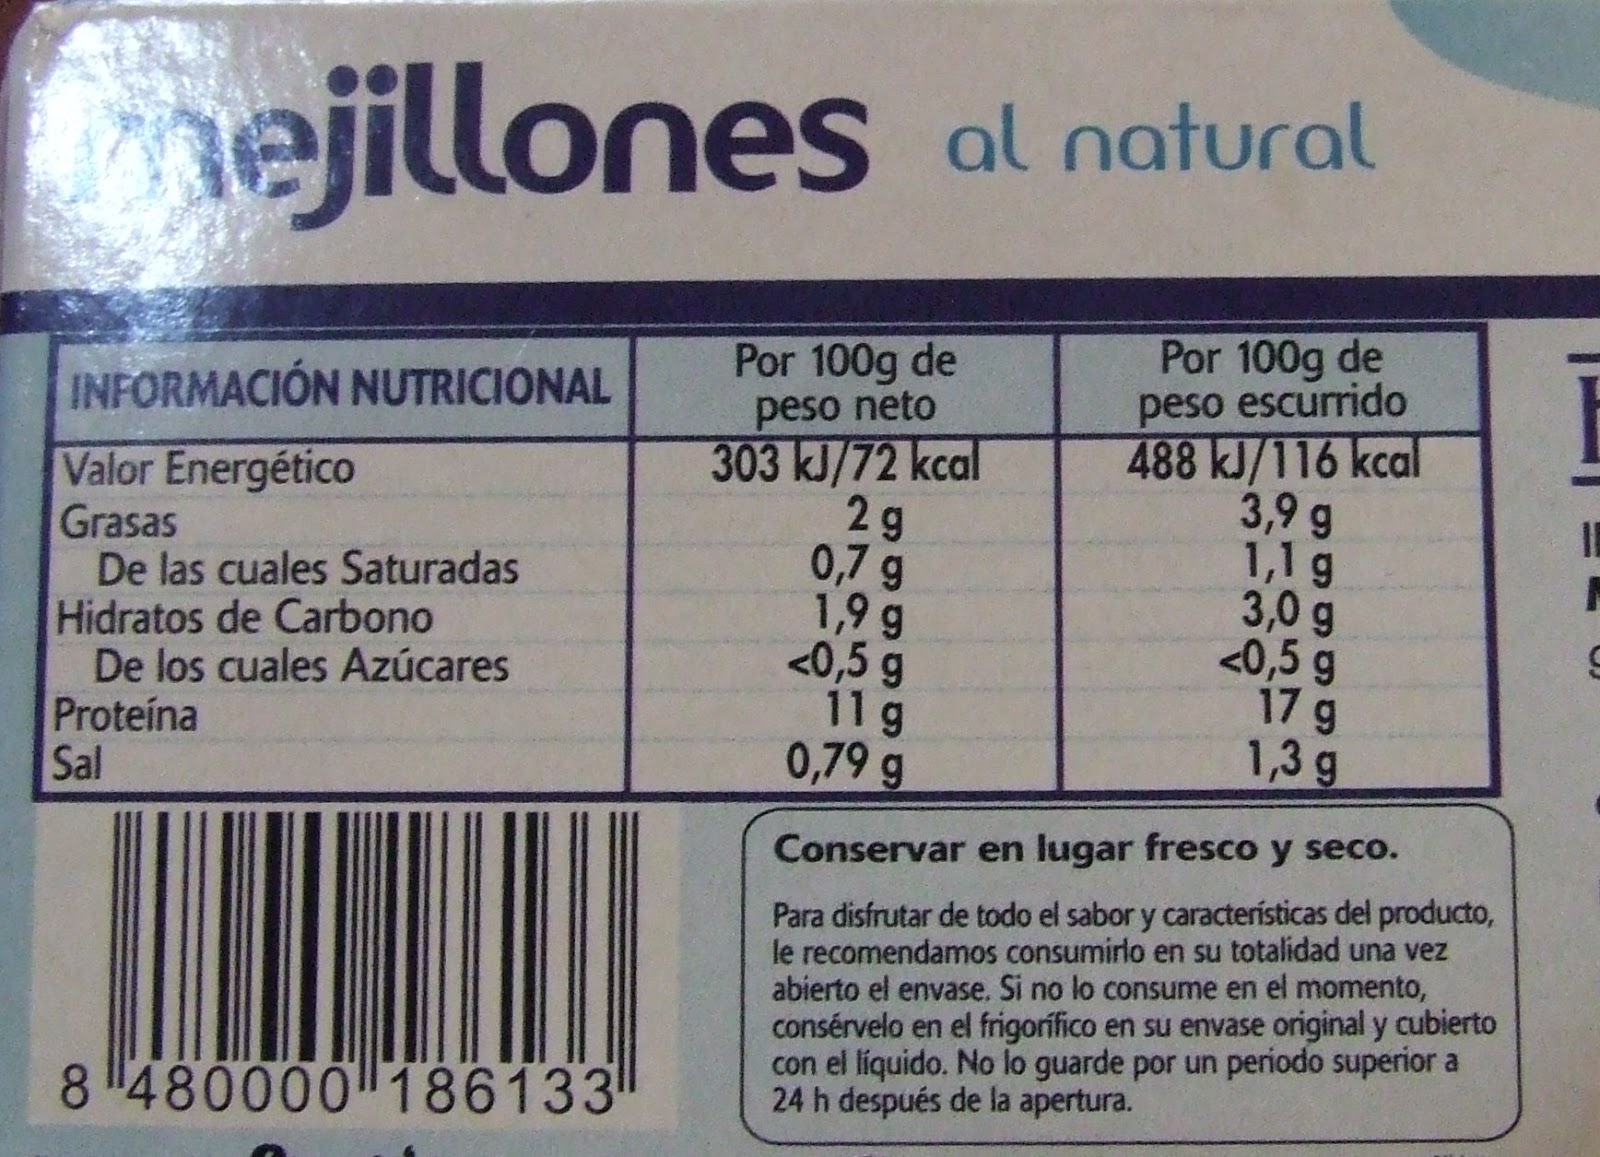 mejillones al natural
INFORMACIÓN NUTRICIONAL
Por 100g de peso neto
Por 100g de peso escurrido
Valor Energético 303 kJ/72 kcal 488 kJ/116 kcal
Grasas 2 g 3,9 g
De las cuales Saturadas 0,7 g 1,1 g
Hidratos de Carbono 1,9 g 3,0 g
De los cuales Azúcares <0,5 g <0,5 g
Proteína 11 g 17 g
Sal 0,79 g 1,3 g
8 480000 186133
Conservar en lugar fresco y seco.
Para disfrutar de todo el sabor y características del producto,
le recomendamos consumirlo en su totalidad una vez
abierto el envase. Si no lo consume en el momento,
consérvelo en el frigorífico en su envase original y cubierto
con el líquido. No lo guarde por un periodo superior a
24 h después de la apertura.